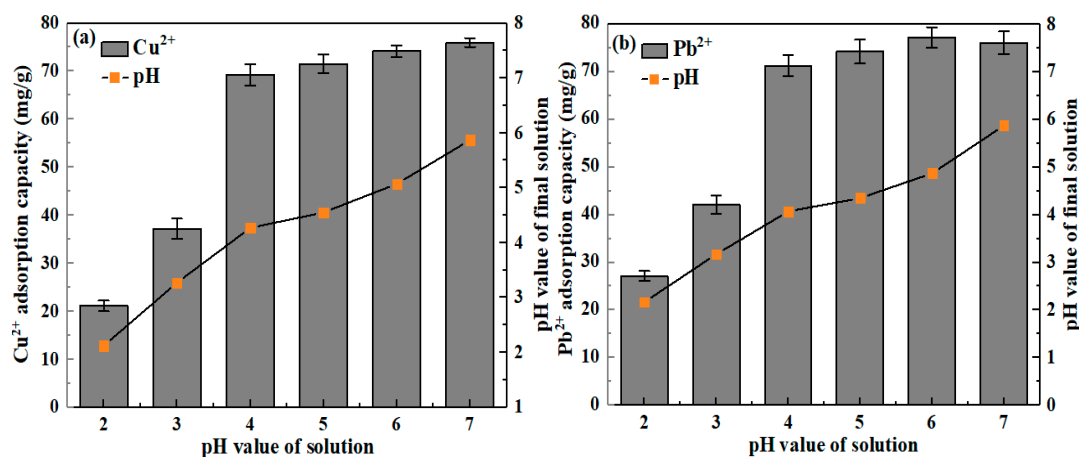 (a)
Cu²⁺
pH
Cu²⁺ adsorption capacity (mg/g)
80
70
60
50
40
30
20
10
0
2 3 4 5 6 7
pH value of solution
8
7
6
5
4
3
2
1
pH value of final solution
(b)
Pb²⁺
pH
Pb²⁺ adsorption capacity (mg/g)
80
70
60
50
40
30
20
10
0
2 3 4 5 6 7
pH value of solution
8
7
6
5
4
3
2
1
0
pH value of final solution